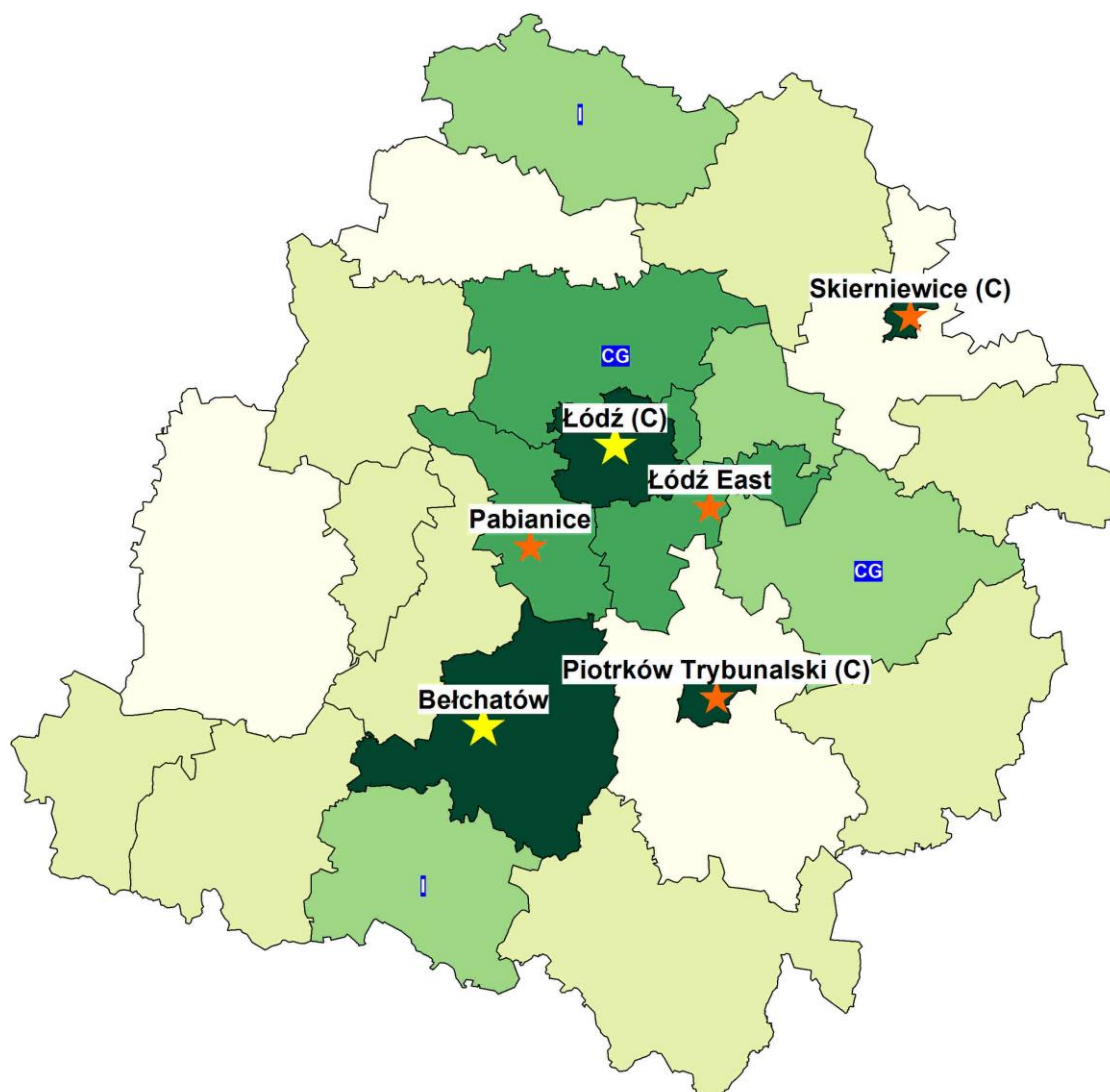 I
Skierniewice (C)
CG
Łódź (C)
Łódź East
Pabianice
CG
Piotrków Trybunalski (C)
Bełchatów
I